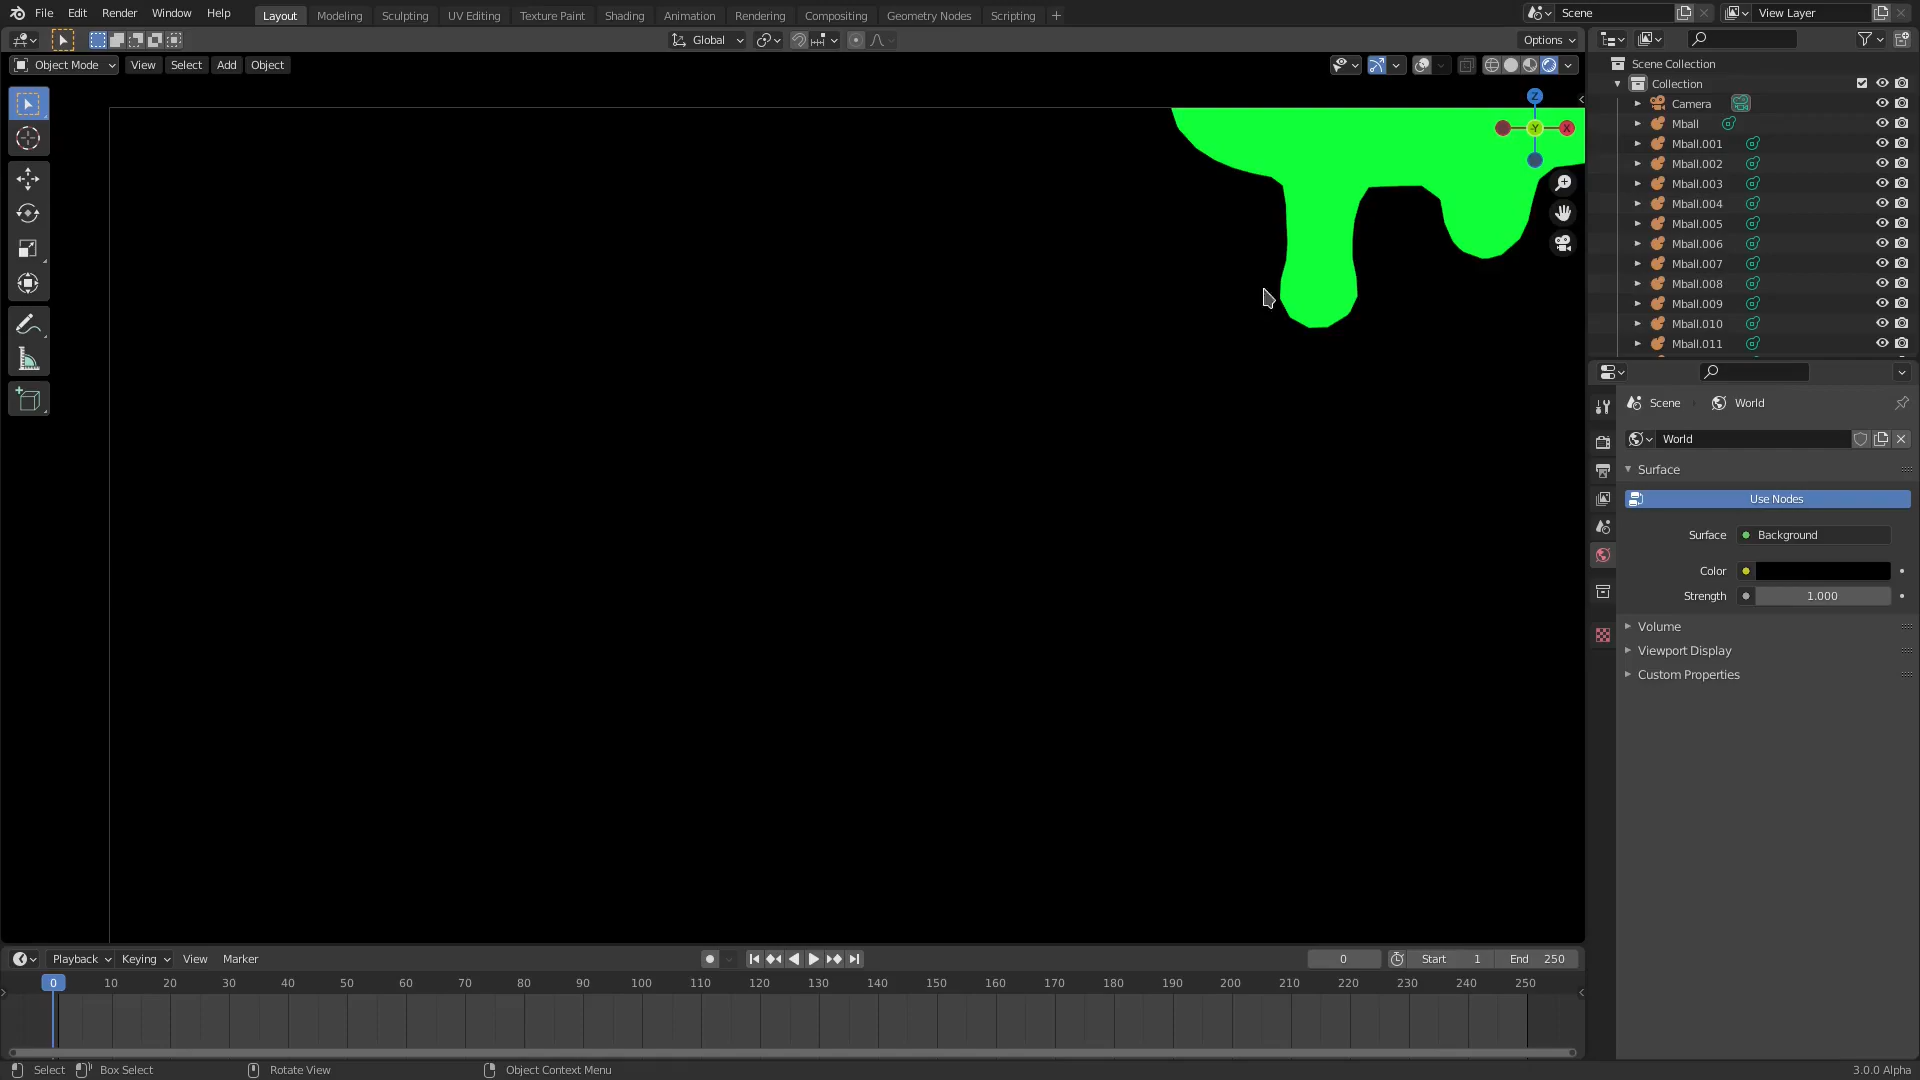 File Edit Render Window Help Layout Modeling Sculpting UV Editing Texture Paint Shading Animation Rendering Compositing Geometry Nodes Scripting Scene View Layer
Global Options
Object Mode View Select Add Object
Z
Y X
Scene Collection
Collection
Camera
Mball
Mball.001
Mball.002
Mball.003
Mball.004
Mball.005
Mball.006
Mball.007
Mball.008
Mball.009
Mball.010
Mball.011
Scene World
World
Surface
Use Nodes
Surface Background
Color
Strength 1.000
Volume
Viewport Display
Custom Properties
Playback Keying View Marker 0 Start 1 End 250
0 10 20 30 40 50 60 70 80 90 100 110 120 130 140 150 160 170 180 190 200 210 220 230 240 250
Select Box Select Rotate View Object Context Menu 3.0.0 Alpha